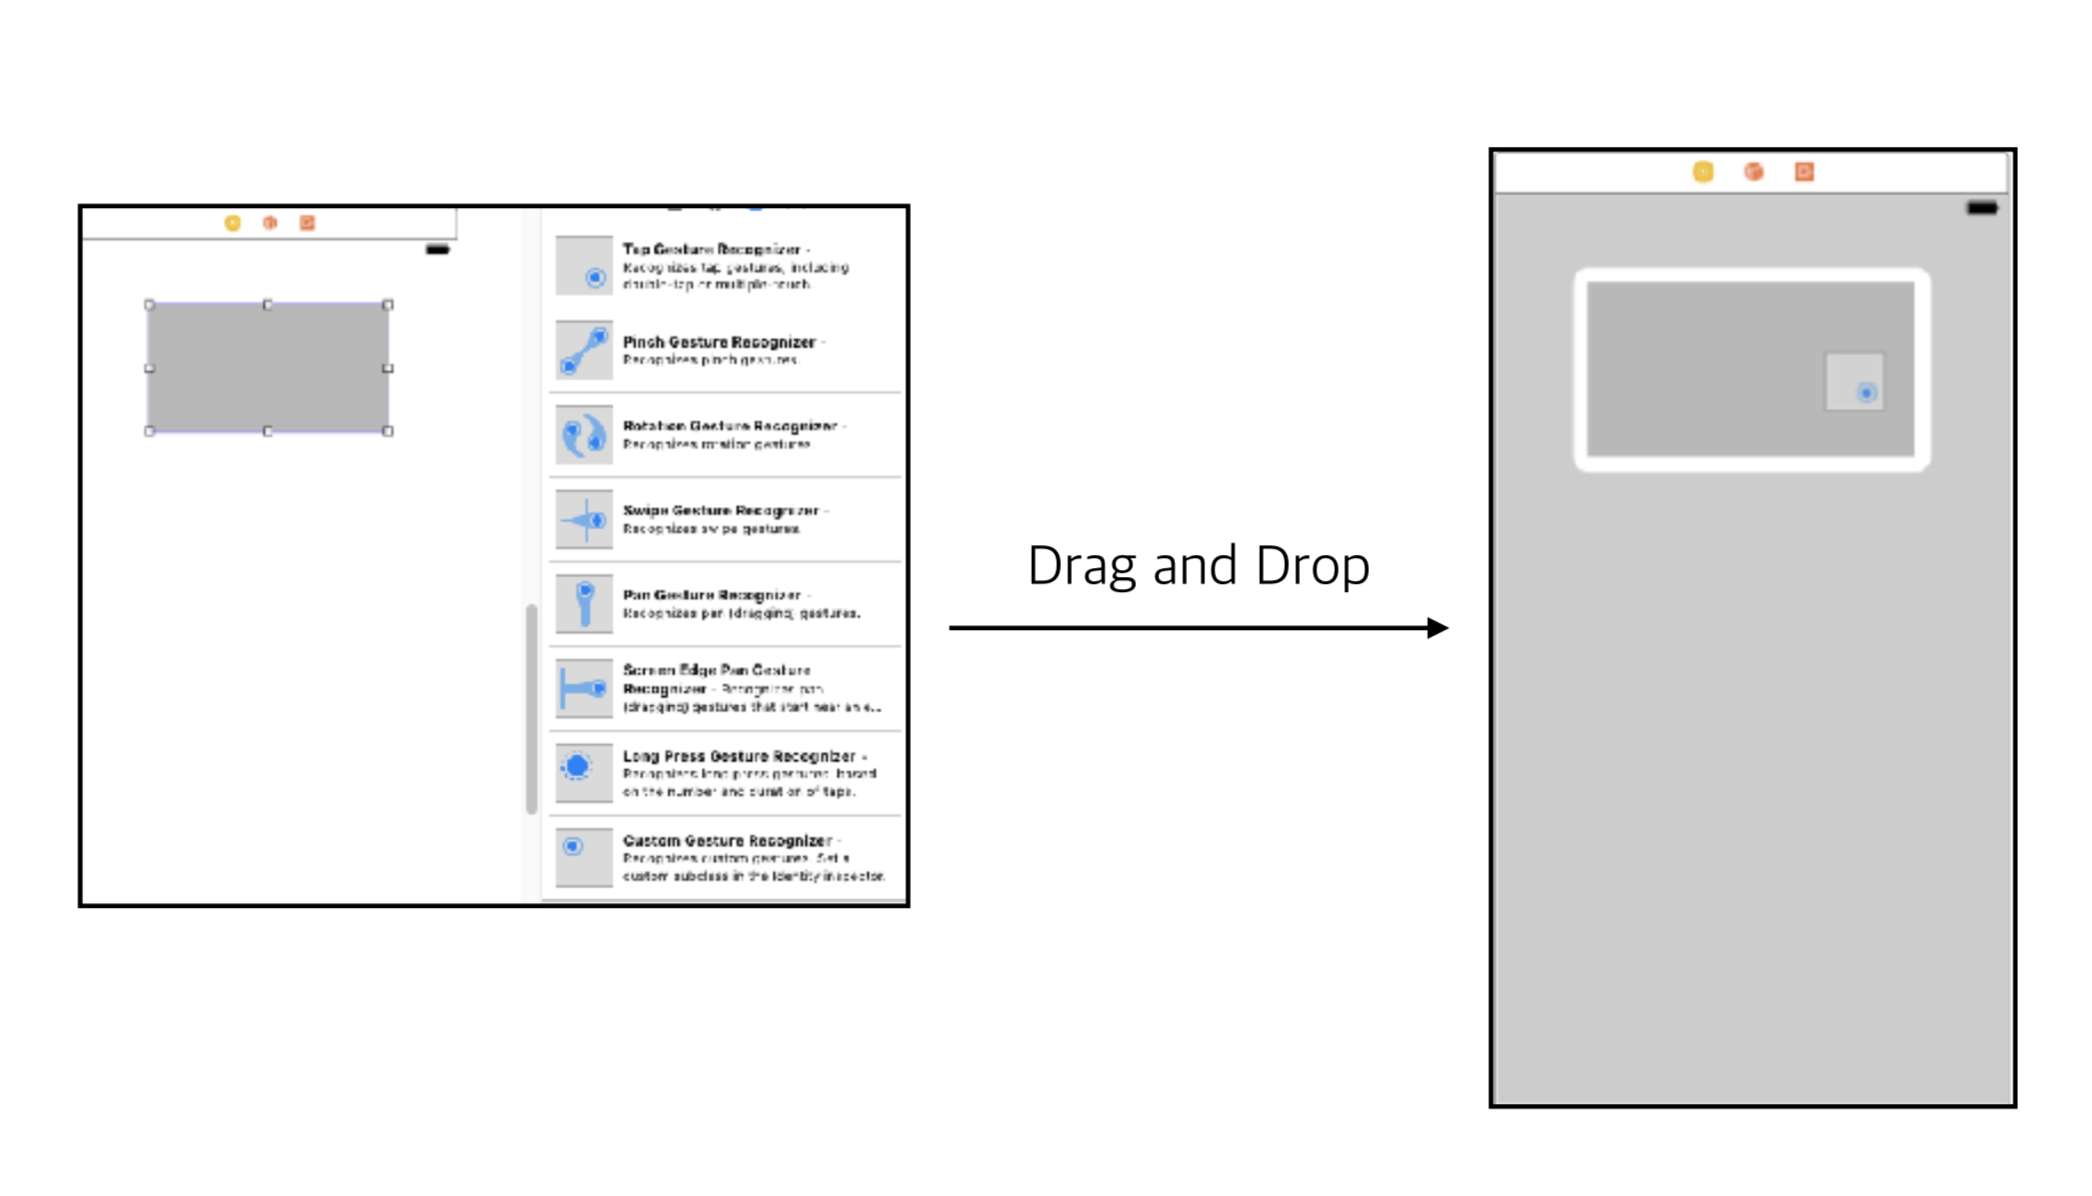 Tap Gesture Recognizer -
Recognizes tap gestures, including
double-tap or multiple-touch.
Pinch Gesture Recognizer -
Recognizes pinch gestures.
Rotation Gesture Recognizer -
Recognizes rotation gestures.
Swipe Gesture Recognizer -
Recognizes swipe gestures.
Pan Gesture Recognizer -
Recognizes pan (dragging) gestures.
Screen Edge Pan Gesture
Recognizer - Recognizes pan
(dragging) gestures that start near an e...
Long Press Gesture Recognizer -
Recognizes long press gestures, based
on the number and duration of taps.
Custom Gesture Recognizer -
Recognizes custom gestures. Set a
custom subclass in the identity inspector.
Drag and Drop